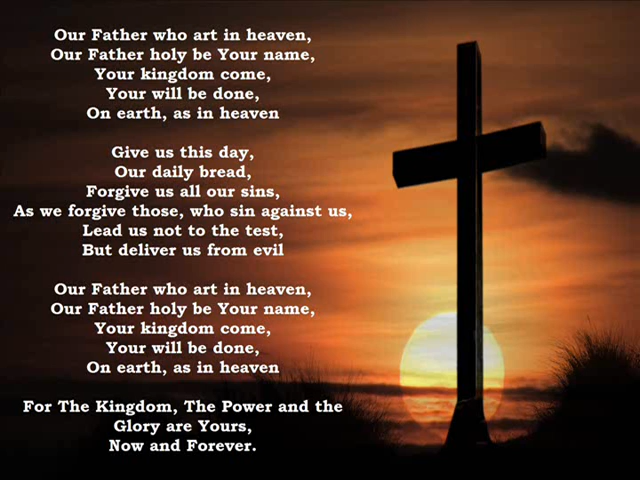 Our Father who art in heaven,
Our Father holy be Your name,
Your kingdom come,
Your will be done,
On earth, as in heaven
Give us this day,
Our daily bread,
Forgive us all our sins,
As we forgive those, who sin against us,
Lead us not to the test,
But deliver us from evil
Our Father who art in heaven,
Our Father holy be Your name,
Your kingdom come,
Your will be done,
On earth, as in heaven
For The Kingdom, The Power and the
Glory are Yours,
Now and Forever.